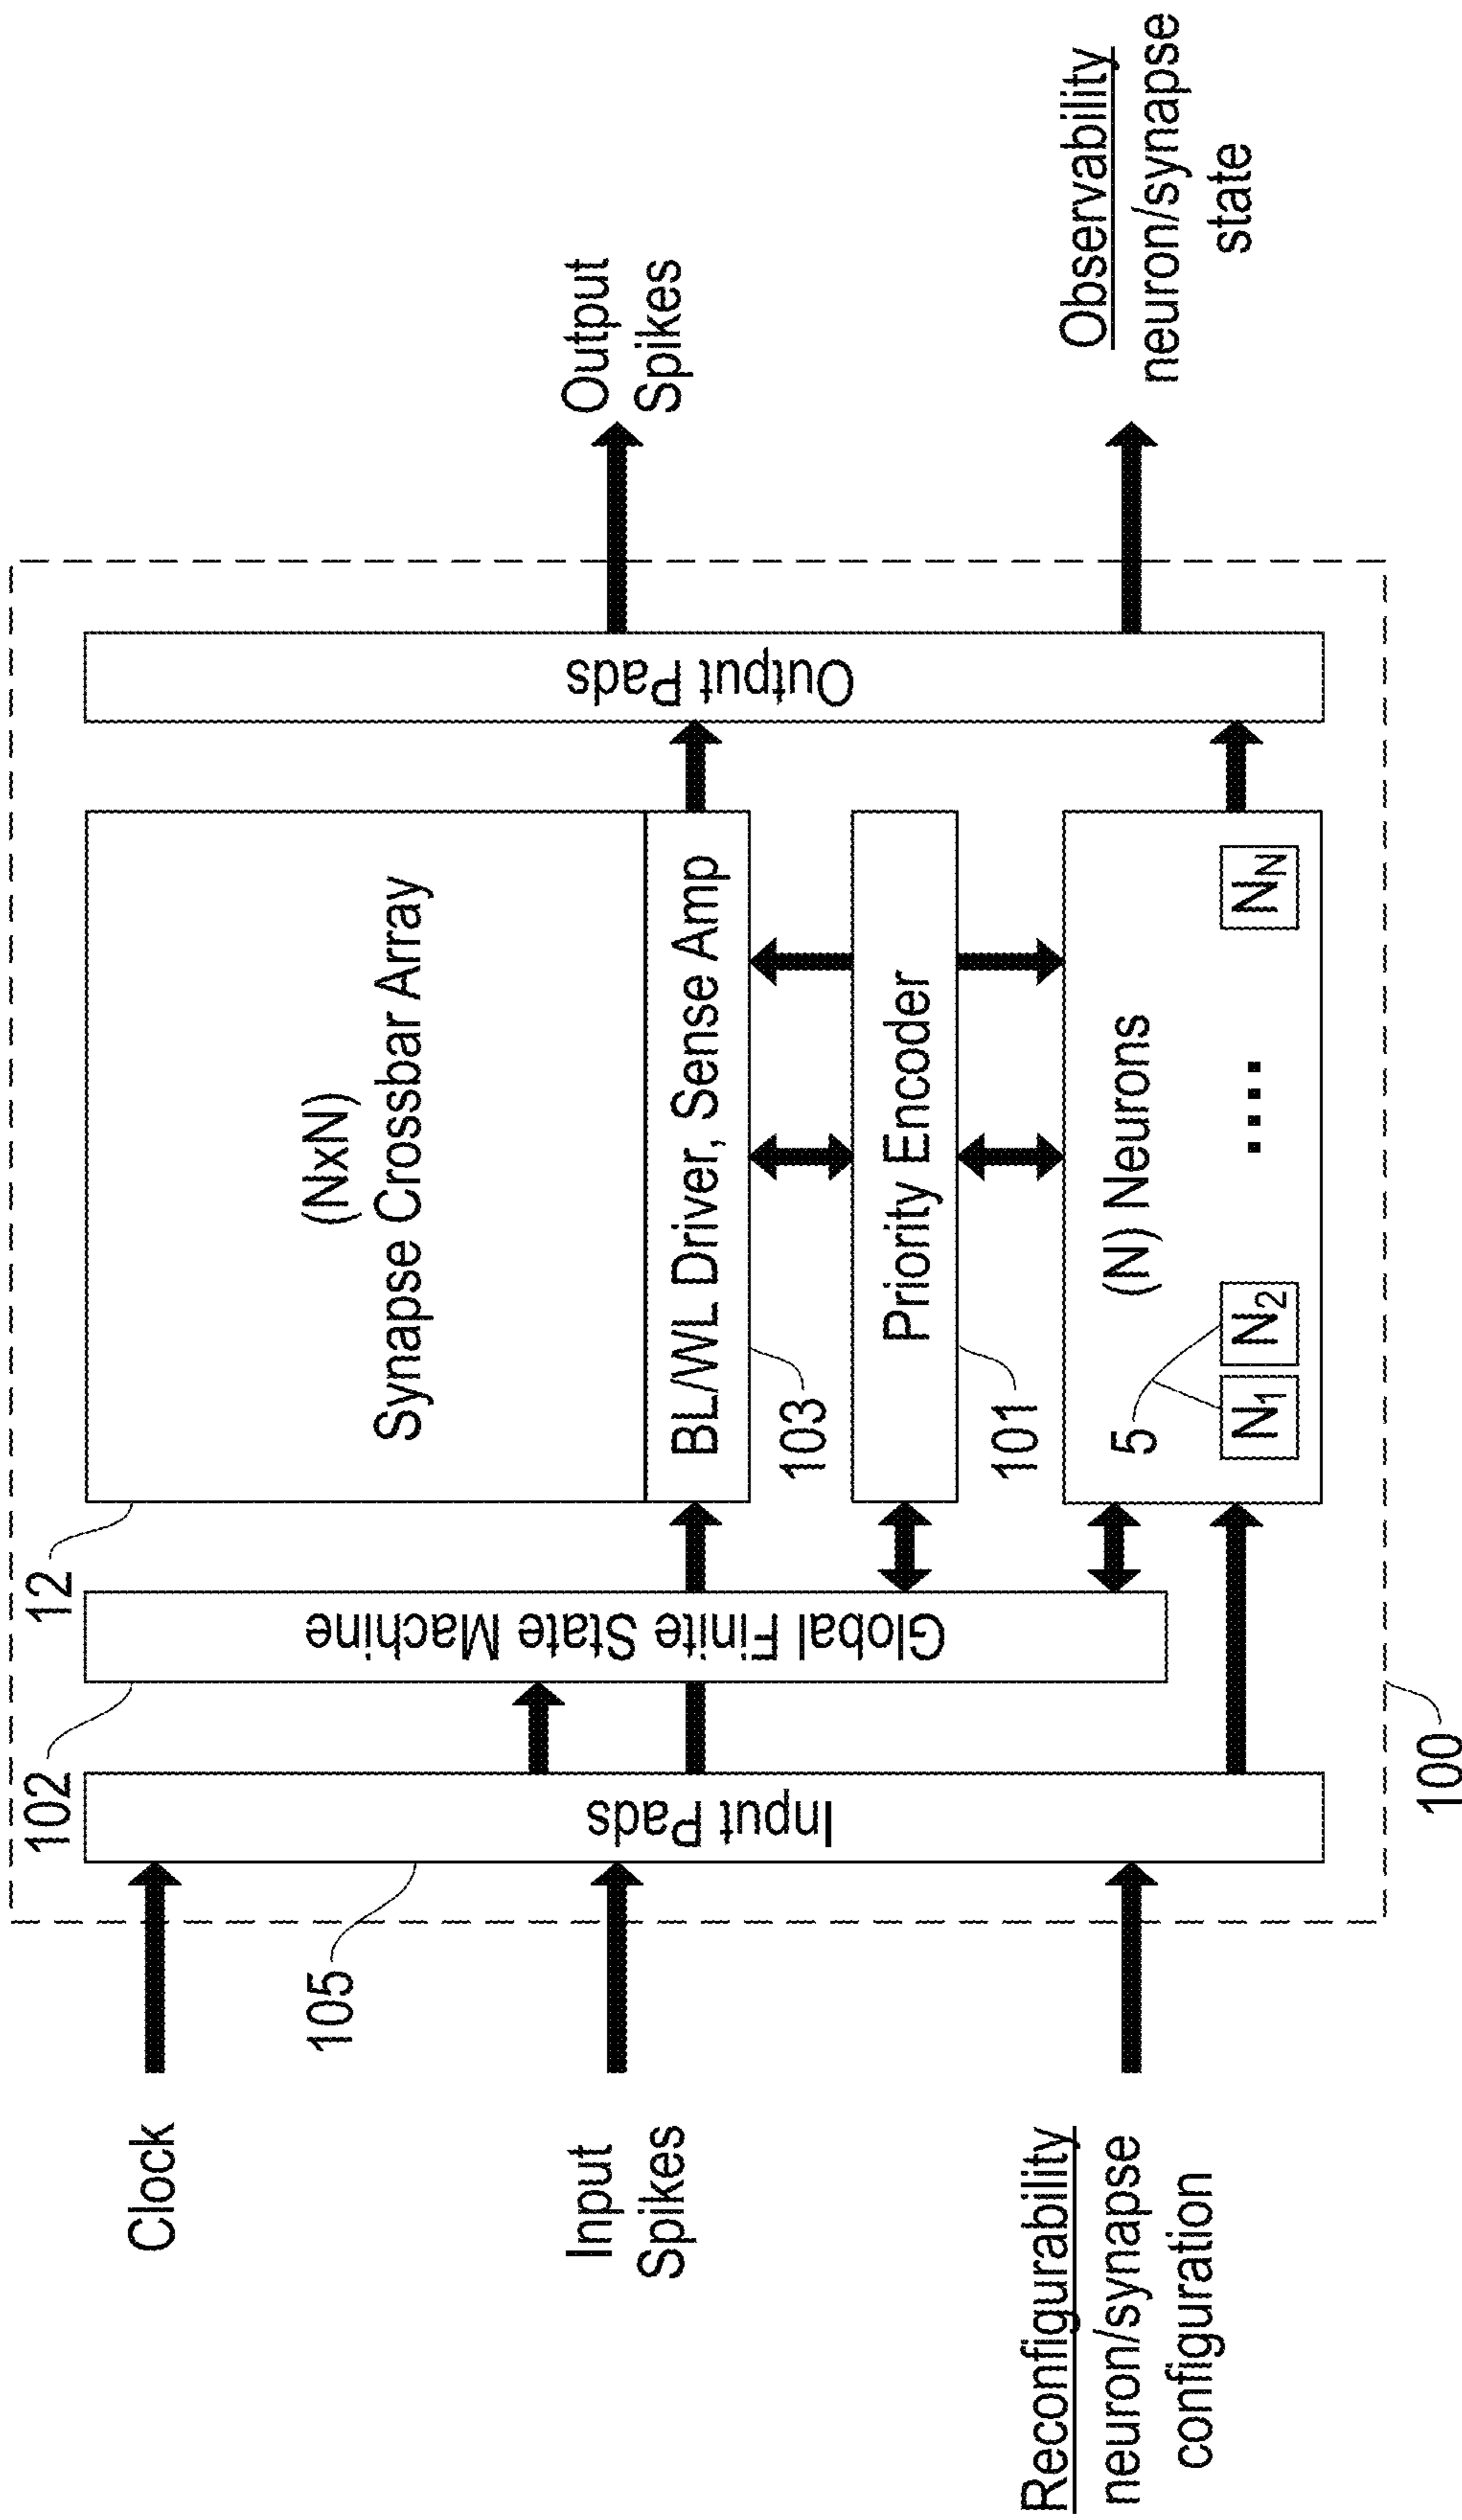 102
12
Clock
105
Input
Spikes
Reconfigurability
neuron/synapse
configuration
Input Pads
Global Finite State Machine
(NxN)
Synapse Crossbar Array
BL/WL Driver, Sense Amp
103
Priority Encoder
101
(N) Neurons
5
N1
N2
....
NN
Output Pads
Output
Spikes
Observability
neuron/synapse
state
100